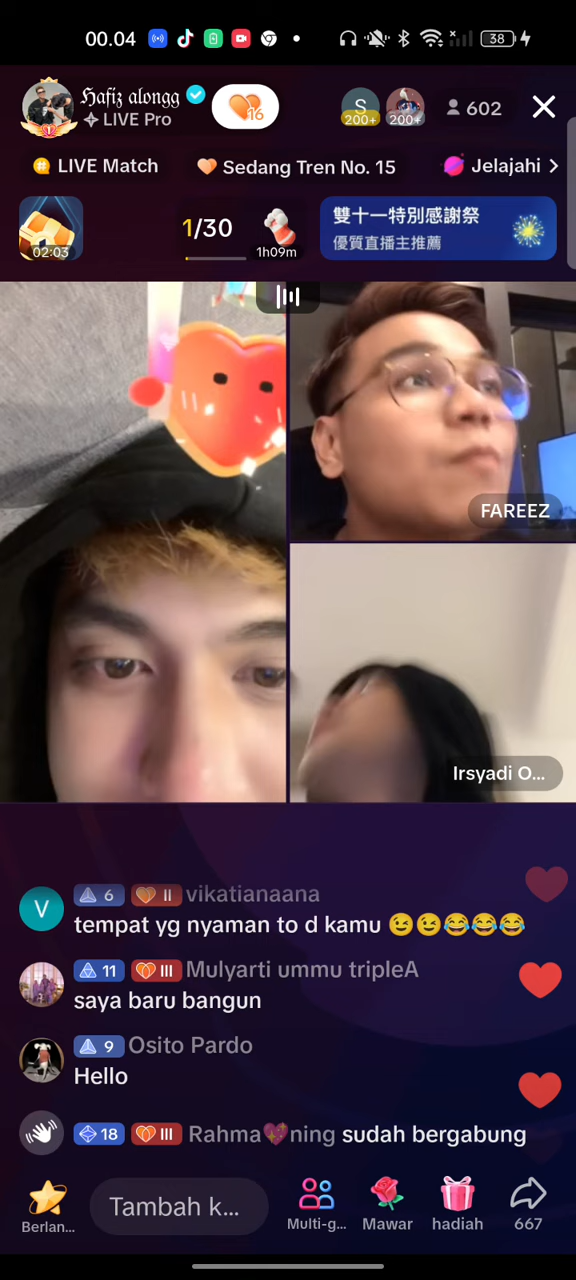 00.04
38
Hafiz alongg
LIVE Pro
16
S
200+
200+
602
LIVE Match
Sedang Tren No. 15
Jelajahi
02:03
1/30
1h09m
雙十一特別感謝祭
優質直播主推薦
FAREEZ
Irsyadi O...
V
6 II vikatianaana
tempat yg nyaman to d kamu 😉😉😂😂😂
11 III Mulyarti ummu tripleA
saya baru bangun
9 Osito Pardo
Hello
18 III Rahma💖ning sudah bergabung
Berlan...
Tambah k...
Multi-g...
Mawar
hadiah
667